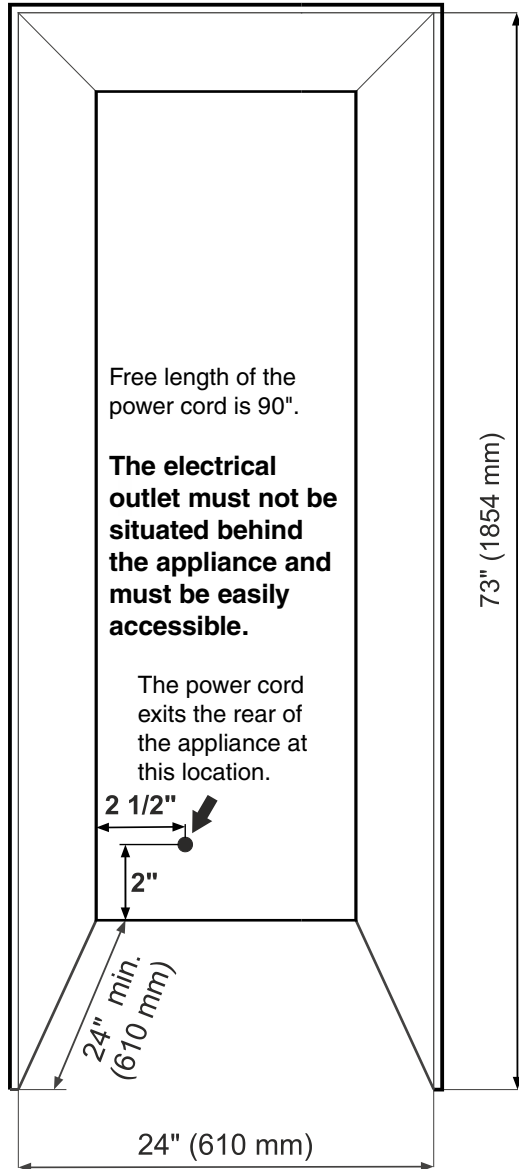 Free length of the
power cord is 90".
The electrical
outlet must not be
situated behind
the appliance and
must be easily
accessible.
The power cord
exits the rear of
the appliance at
this location.
2 1/2"
2"
24" min.
(610 mm)
73" (1854 mm)
24" (610 mm)